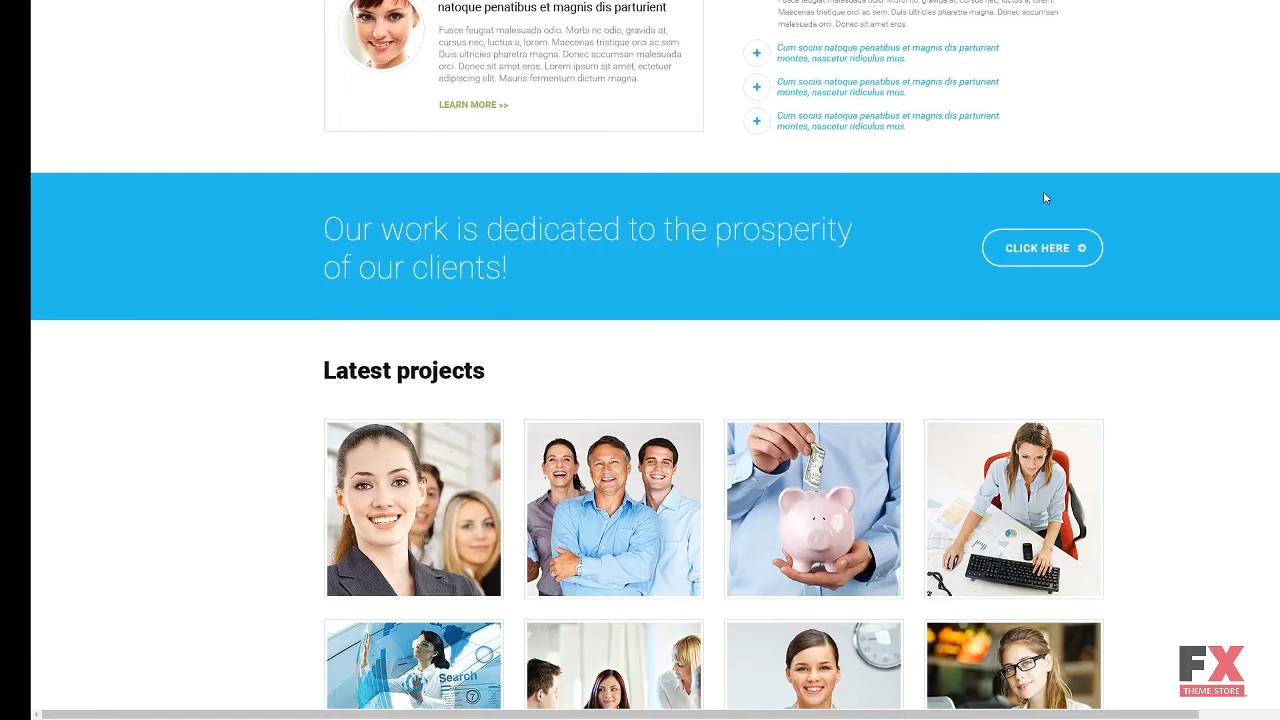 natoque penatibus et magnis dis parturient
Fusce feugiat malesuada odio. Morbi nc odio, gravida at,
cursus nec, luctus a, lorem. Maecenas tristique orci ac sem.
Duis ultricies pharetra magna. Donec accumsan malesuada
orci. Donec sit amet eros. Lorem ipsum sit amet, ectetuer
adipiscing elit. Mauris fermentum dictum magna.
LEARN MORE >>
Maecenas tristique orci ac sem. Duis ultricies pharetra magna. Donec accumsan
malesuada orci. Donec sit amet eros.
Cum sociis natoque penatibus et magnis dis parturient
montes, nascetur ridiculus mus.
Cum sociis natoque penatibus et magnis dis parturient
montes, nascetur ridiculus mus.
Cum sociis natoque penatibus et magnis dis parturient
montes, nascetur ridiculus mus.
Our work is dedicated to the prosperity
of our clients!
CLICK HERE
Latest projects
Search
FX
THEME STORE